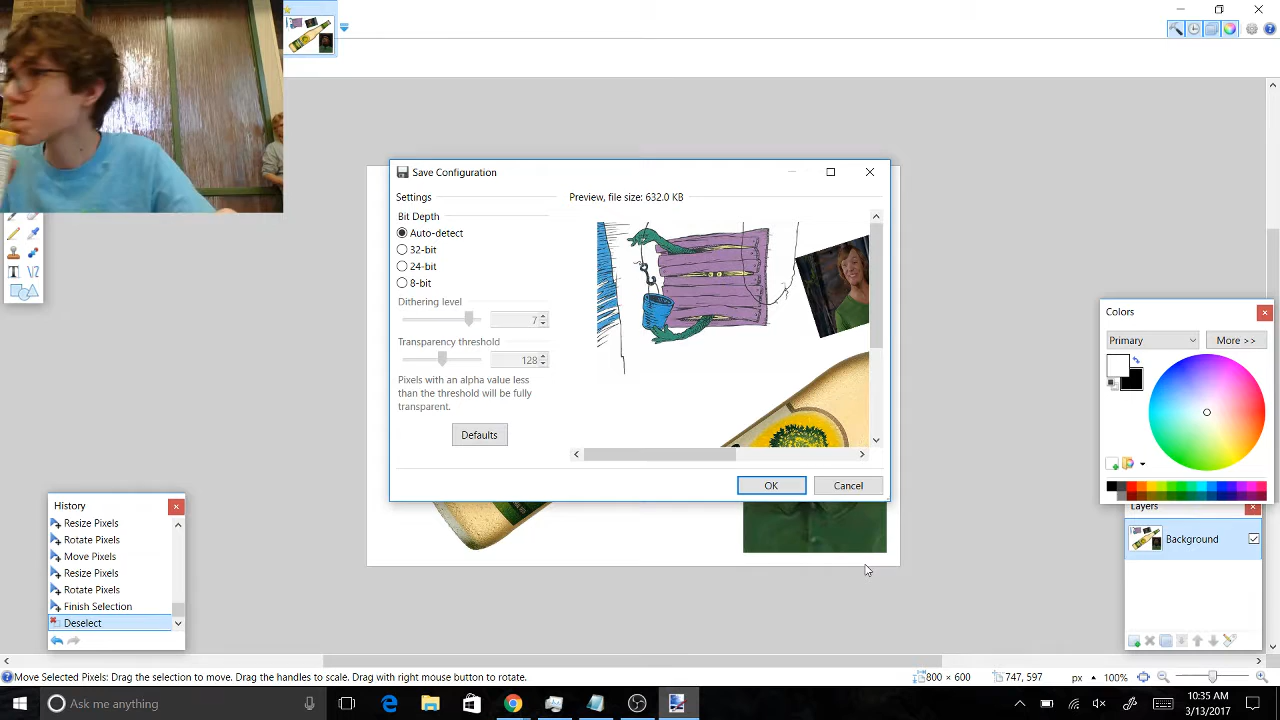 Save Configuration
Settings
Preview, file size: 632.0 KB
Bit Depth
Auto-detect
32-bit
24-bit
8-bit
Dithering level
7
Transparency threshold
128
Pixels with an alpha value less
than the threshold will be fully
transparent.
Defaults
OK
Cancel
Colors
Primary
More >>
History
Resize Pixels
Rotate Pixels
Move Pixels
Resize Pixels
Rotate Pixels
Finish Selection
Deselect
Layers
Background
Move Selected Pixels: Drag the selection to move. Drag the handles to scale. Drag with right mouse button to rotate.
800 × 600
747, 597
px
100%
Ask me anything
10:35 AM
3/13/2017